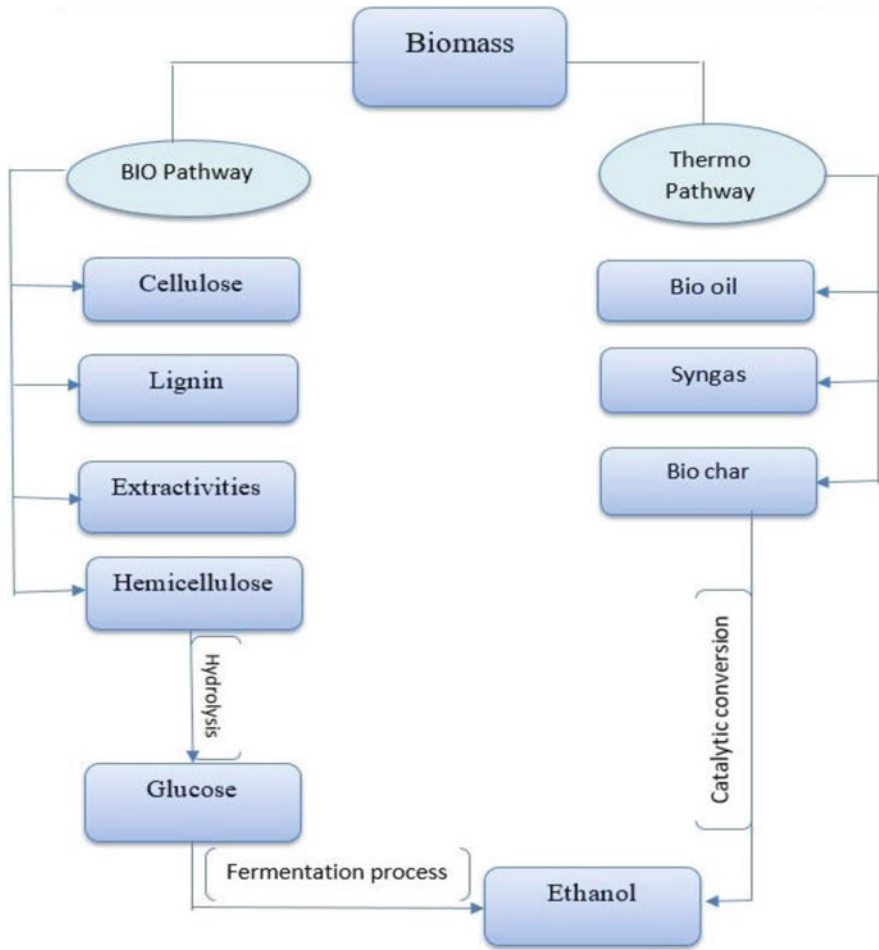 Biomass
BIO Pathway
Thermo
Pathway
Cellulose
Bio oil
Lignin
Syngas
Extractivities
Bio char
Hemicellulose
Hydrolysis
Catalytic conversion
Glucose
Fermentation process
Ethanol